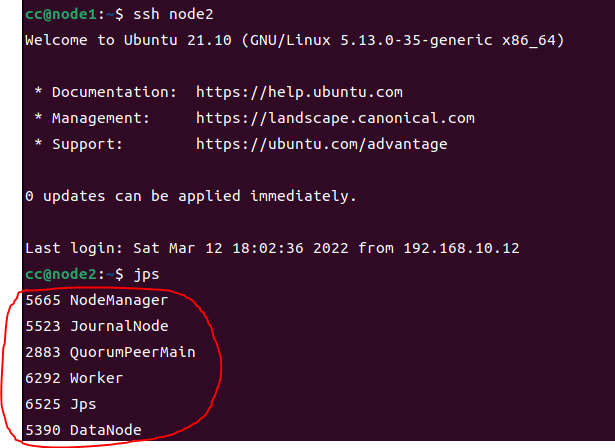 cc@node1:~$ ssh node2
Welcome to Ubuntu 21.10 (GNU/Linux 5.13.0-35-generic x86_64)
* Documentation:  https://help.ubuntu.com
* Management:     https://landscape.canonical.com
* Support:        https://ubuntu.com/advantage
0 updates can be applied immediately.
Last login: Sat Mar 12 18:02:36 2022 from 192.168.10.12
cc@node2:~$ jps
5665 NodeManager
5523 JournalNode
2883 QuorumPeerMain
6292 Worker
6525 Jps
5390 DataNode